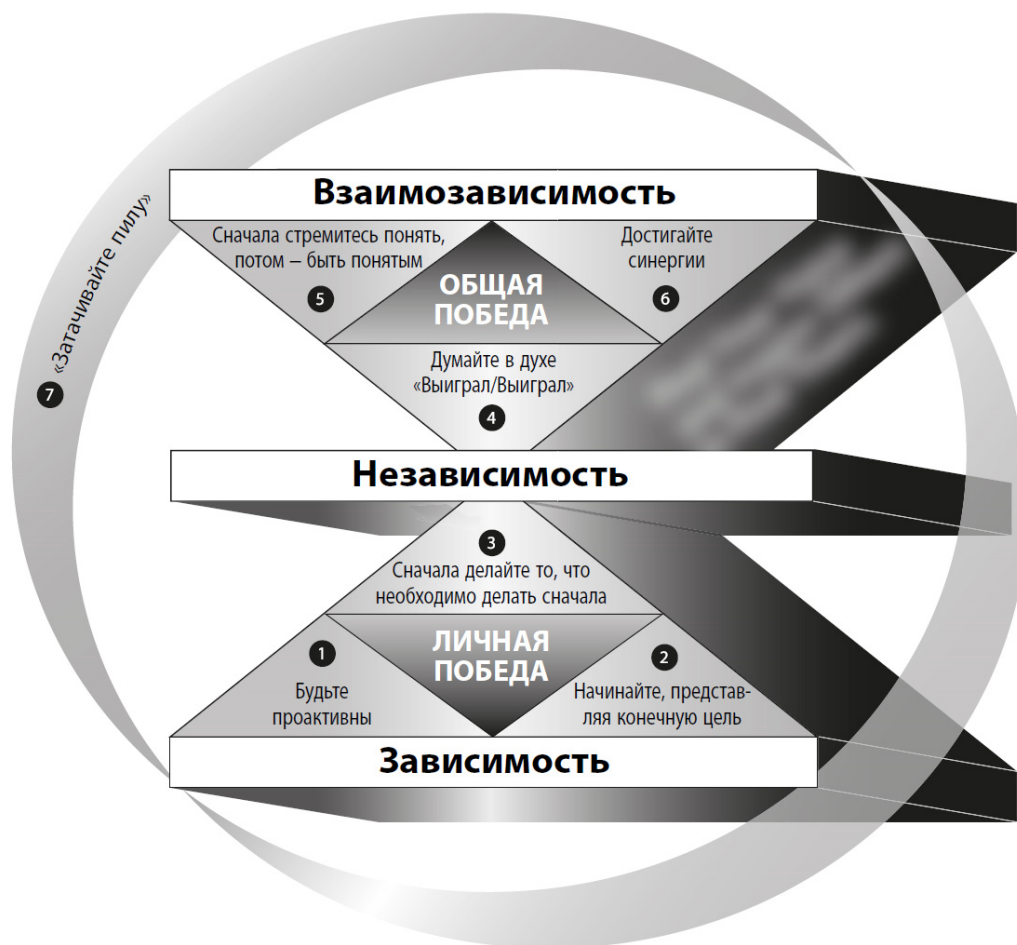 Взаимозависимость
Сначала стремитесь понять,
потом – быть понятым
5
Достигайте
синергии
6
ОБЩАЯ
ПОБЕДА
Думайте в духе
«Выиграл/Выиграл»
4
7 «Затачивайте пилу»
Независимость
3
Сначала делайте то, что
необходимо делать сначала
ЛИЧНАЯ
ПОБЕДА
1
Будьте
проактивны
2
Начинайте, представ-
ляя конечную цель
Зависимость